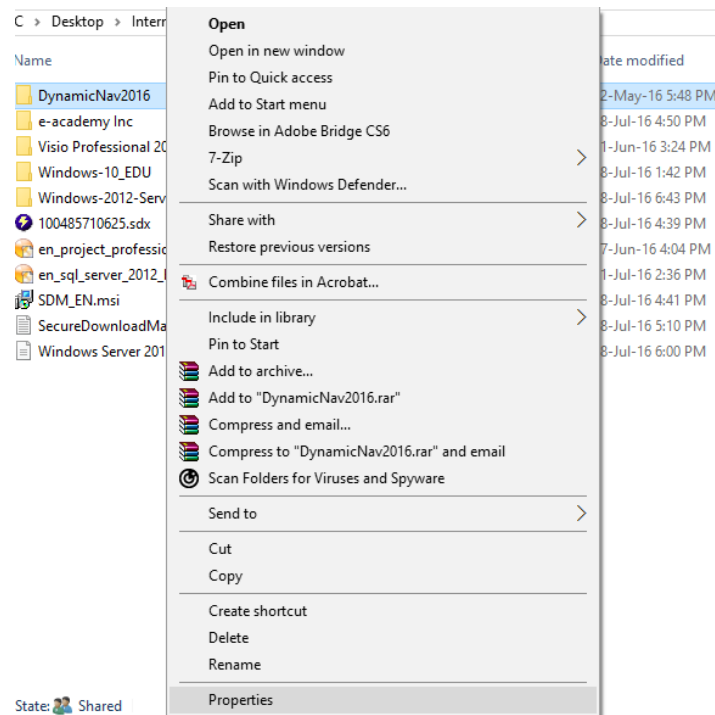 C > Desktop > Intern
Name
ate modified
DynamicNav2016
2-May-16 5:48 PM
e-academy Inc
8-Jul-16 4:50 PM
Visio Professional 20
1-Jun-16 3:24 PM
Windows-10_EDU
8-Jul-16 1:42 PM
Windows-2012-Serv
8-Jul-16 6:43 PM
100485710625.sdx
8-Jul-16 4:39 PM
en_project_professio
7-Jun-16 4:04 PM
en_sql_server_2012_
1-Jul-16 2:36 PM
SDM_EN.msi
8-Jul-16 4:41 PM
SecureDownloadMa
8-Jul-16 5:10 PM
Windows Server 201
8-Jul-16 6:00 PM
Open
Open in new window
Pin to Quick access
Add to Start menu
Browse in Adobe Bridge CS6
7-Zip
Scan with Windows Defender...
Share with
Restore previous versions
Combine files in Acrobat...
Include in library
Pin to Start
Add to archive...
Add to "DynamicNav2016.rar"
Compress and email...
Compress to "DynamicNav2016.rar" and email
Scan Folders for Viruses and Spyware
Send to
Cut
Copy
Create shortcut
Delete
Rename
Properties
State: Shared